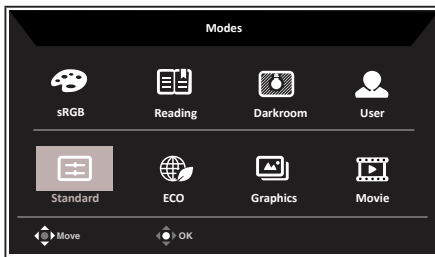 Modes
sRGB Reading Darkroom User
Standard ECO Graphics Movie
Move OK